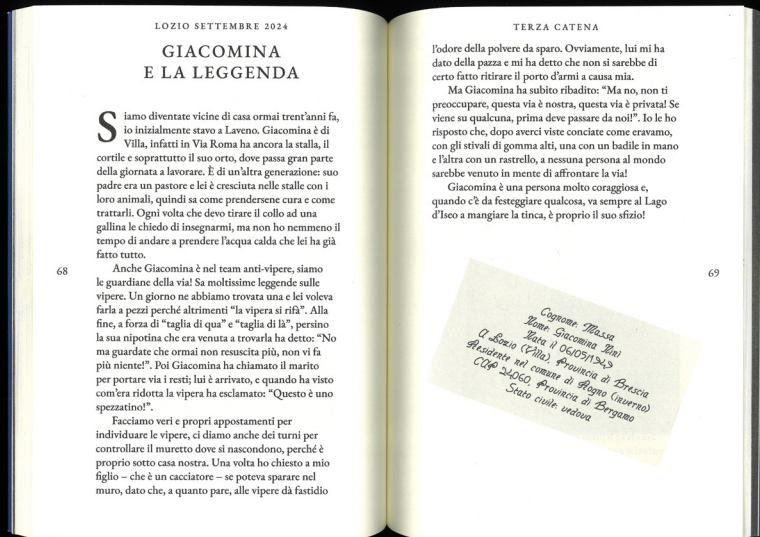 LOZIO SETTEMBRE 2024
GIACOMINA
E LA LEGGENDA
Siamo diventate vicine di casa ormai trent'anni fa,
io inizialmente stavo a Laveno. Giacomina è di
Villa, infatti in Via Roma ha ancora la stalla, il
cortile e soprattutto il suo orto, dove passa gran parte
della giornata a lavorare. È di un'altra generazione: suo
padre era un pastore e lei è cresciuta nelle stalle con i
loro animali, quindi sa come prendersene cura e come
trattarli. Ogni volta che devo tirare il collo ad una
gallina le chiedo di insegnarmi, ma non ho nemmeno il
tempo di andare a prendere l'acqua calda che lei ha già
fatto tutto.
Anche Giacomina è nel team anti-vipere, siamo
le guardiane della via! Sa moltissime leggende sulle
vipere. Un giorno ne abbiamo trovata una e lei voleva
farla a pezzi perché altrimenti “la vipera si rifà”. Alla
fine, a forza di “taglia di qua” e “taglia di là”, persino
la sua nipotina che era venuta a trovarla ha detto: “No
ma guardate che ormai non resuscita più, non vi fa
più niente!”. Poi Giacomina ha chiamato il marito
per portare via i resti; lui è arrivato, e quando ha visto
com'era ridotta la vipera ha esclamato: “Questo è uno
spezzatino!”.
Facciamo veri e propri appostamenti per
individuare le vipere, ci diamo anche dei turni per
controllare il muretto dove si nascondono, perché è
proprio sotto casa nostra. Una volta ho chiesto a mio
figlio – che è un cacciatore – se poteva sparare nel
muro, dato che, a quanto pare, alle vipere dà fastidio
68
TERZA CATENA
l'odore della polvere da sparo. Ovviamente, lui mi ha
dato della pazza e mi ha detto che non si sarebbe di
certo fatto ritirare il porto d'armi a causa mia.
Ma Giacomina ha subito ribadito: “Ma no, non ti
preoccupare, questa via è nostra, questa via è privata! Se
viene su qualcuna, prima deve passare da noi!”. Io le ho
risposto che, dopo averci viste conciate come eravamo,
con gli stivali di gomma alti, una con un badile in mano
e l'altra con un rastrello, a nessuna persona al mondo
sarebbe venuto in mente di affrontare la via!
Giacomina è una persona molto coraggiosa e,
quando c'è da festeggiare qualcosa, va sempre al Lago
d'Iseo a mangiare la tinca, è proprio il suo sfizio!
69
Cognome: Massa
Nome: Giacomina Nini
Nata il 06/05/1949
A Lozio (Villa), Provincia di Brescia
Residente nel comune di Rogno (inverno)
CAP 24060, Provincia di Bergamo
Stato civile: vedova